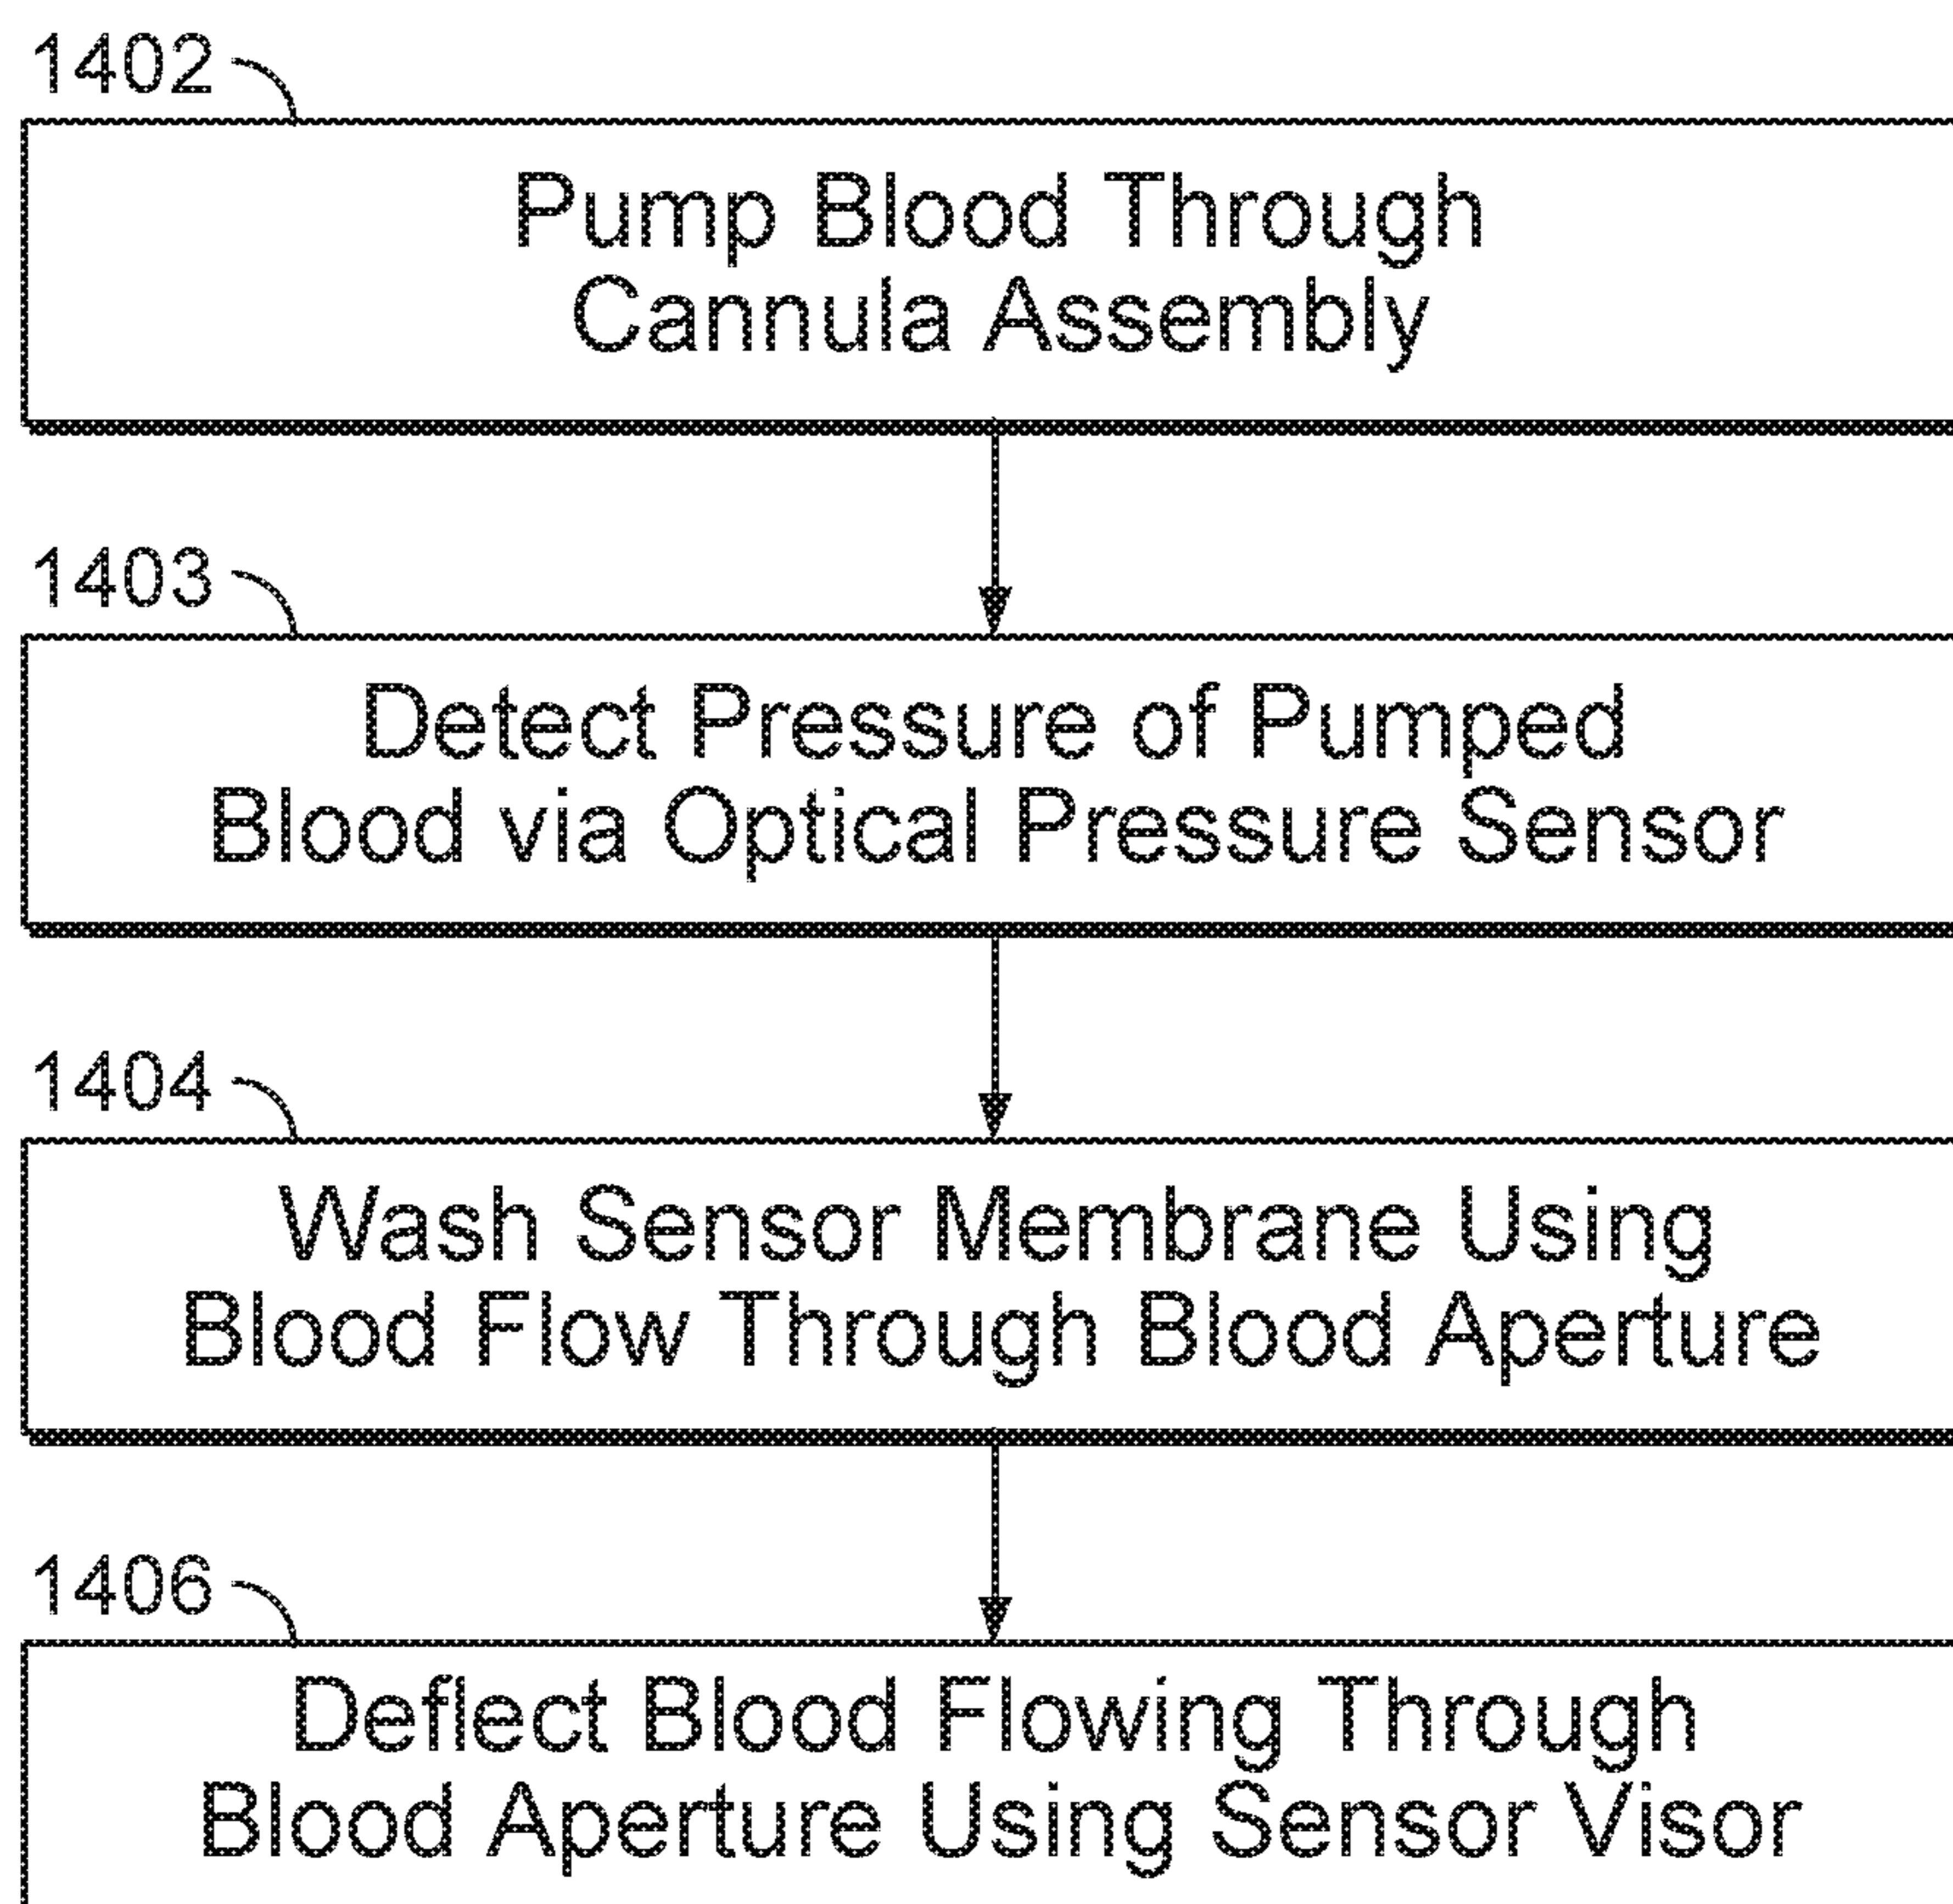 1402
Pump Blood Through
Cannula Assembly
1403
Detect Pressure of Pumped
Blood via Optical Pressure Sensor
1404
Wash Sensor Membrane Using
Blood Flow Through Blood Aperture
1406
Deflect Blood Flowing Through
Blood Aperture Using Sensor Visor